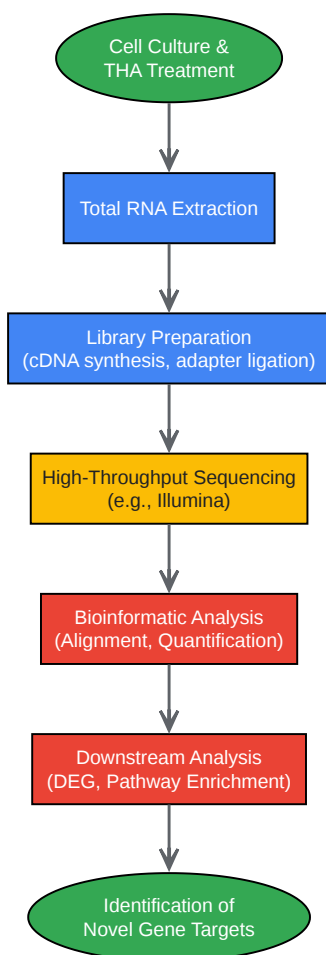 Cell Culture &
THA Treatment
Total RNA Extraction
Library Preparation
(cDNA synthesis, adapter ligation)
High-Throughput Sequencing
(e.g., Illumina)
Bioinformatic Analysis
(Alignment, Quantification)
Downstream Analysis
(DEG, Pathway Enrichment)
Identification of
Novel Gene Targets